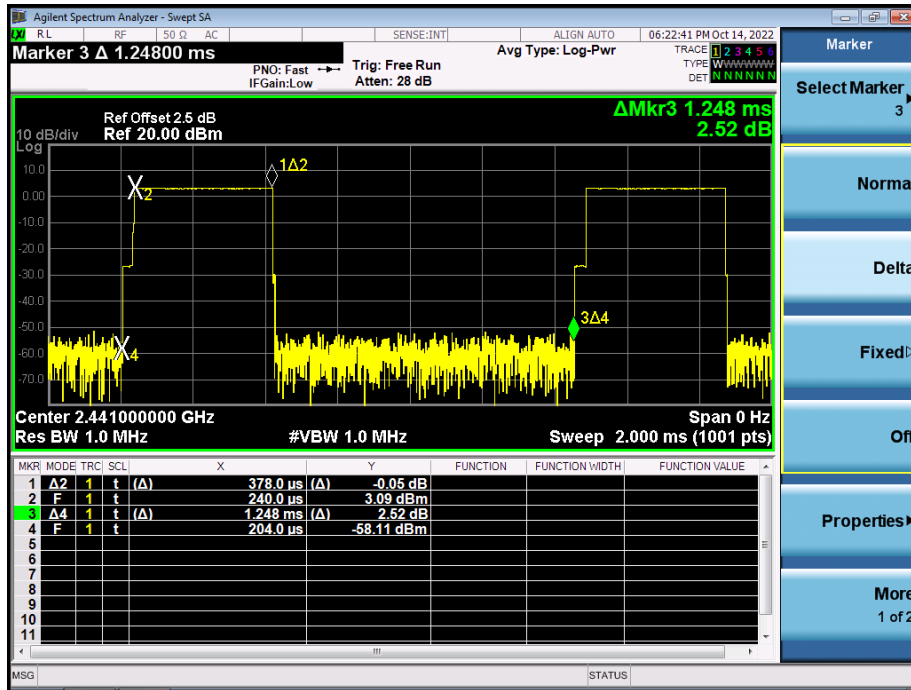 Agilent Spectrum Analyzer - Swept SA
LXI RL RF 50 Ω AC SENSE:INT ALIGN AUTO 06:22:41 PM Oct 14, 2022
Marker 3 Δ 1.24800 ms
PNO: Fast
IFGain:Low
Trig: Free Run
Atten: 28 dB
Avg Type: Log-Pwr
TRACE 1 2 3 4 5 6
TYPE WWWWWW
DET N N N N N N
ΔMkr3 1.248 ms
2.52 dB
Ref Offset 2.5 dB
Ref 20.00 dBm
10 dB/div
Log
10.0
0.00
-10.0
-20.0
-30.0
-40.0
-50.0
-60.0
-70.0
1Δ2
X2
3Δ4
X4
Center 2.441000000 GHz Span 0 Hz
Res BW 1.0 MHz #VBW 1.0 MHz Sweep 2.000 ms (1001 pts)
MKR MODE TRC SCL X Y FUNCTION FUNCTION WIDTH FUNCTION VALUE
1 Δ2 1 t (Δ) 378.0 µs (Δ) -0.05 dB
2 F 1 t 240.0 µs 3.09 dBm
3 Δ4 1 t (Δ) 1.248 ms (Δ) 2.52 dB
4 F 1 t 204.0 µs -58.11 dBm
5
6
7
8
9
10
11
MSG STATUS
Marker
Select Marker
3
Norma
Delta
Fixed
Off
Properties
More
1 of 2